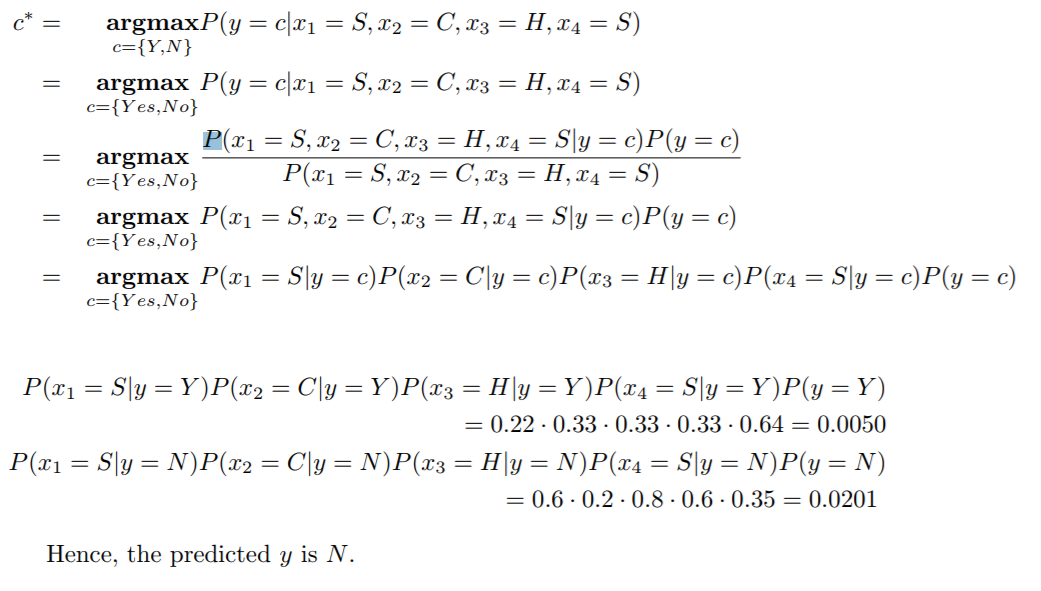 c* = argmax P(y = c|x₁ = S, x₂ = C, x₃ = H, x₄ = S)
c={Y,N}
= argmax P(y = c|x₁ = S, x₂ = C, x₃ = H, x₄ = S)
c={Yes,No}
P(x₁ = S, x₂ = C, x₃ = H, x₄ = S|y = c)P(y = c)
= argmax
P(x₁ = S, x₂ = C, x₃ = H, x₄ = S)
c={Yes,No}
= argmax P(x₁ = S, x₂ = C, x₃ = H, x₄ = S|y = c)P(y = c)
c={Yes,No}
= argmax P(x₁ = S|y = c)P(x₂ = C|y = c)P(x₃ = H|y = c)P(x₄ = S|y = c)P(y = c)
c={Yes,No}
P(x₁ = S|y = Y)P(x₂ = C|y = Y)P(x₃ = H|y = Y)P(x₄ = S|y = Y)P(y = Y)
= 0.22 · 0.33 · 0.33 · 0.33 · 0.64 = 0.0050
P(x₁ = S|y = N)P(x₂ = C|y = N)P(x₃ = H|y = N)P(x₄ = S|y = N)P(y = N)
= 0.6 · 0.2 · 0.8 · 0.6 · 0.35 = 0.0201
Hence, the predicted y is N.